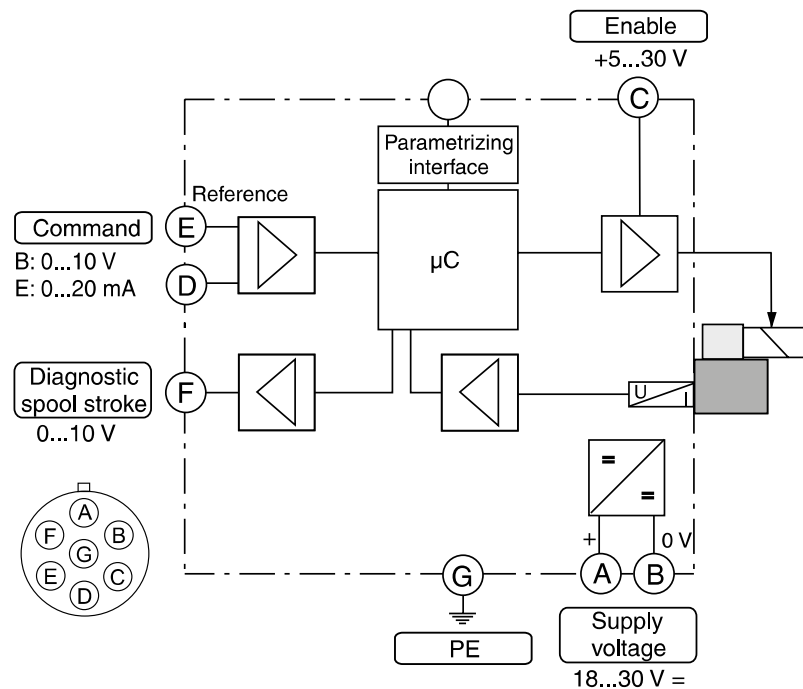 Enable
+5...30 V
C
Parametrizing
interface
Reference
Command
B: 0...10 V
E: 0...20 mA
E
D
µC
Diagnostic
spool stroke
0...10 V
F
U
I
=
=
+
0 V
A
F
B
G
E
C
D
G
A
B
PE
Supply
voltage
18...30 V =